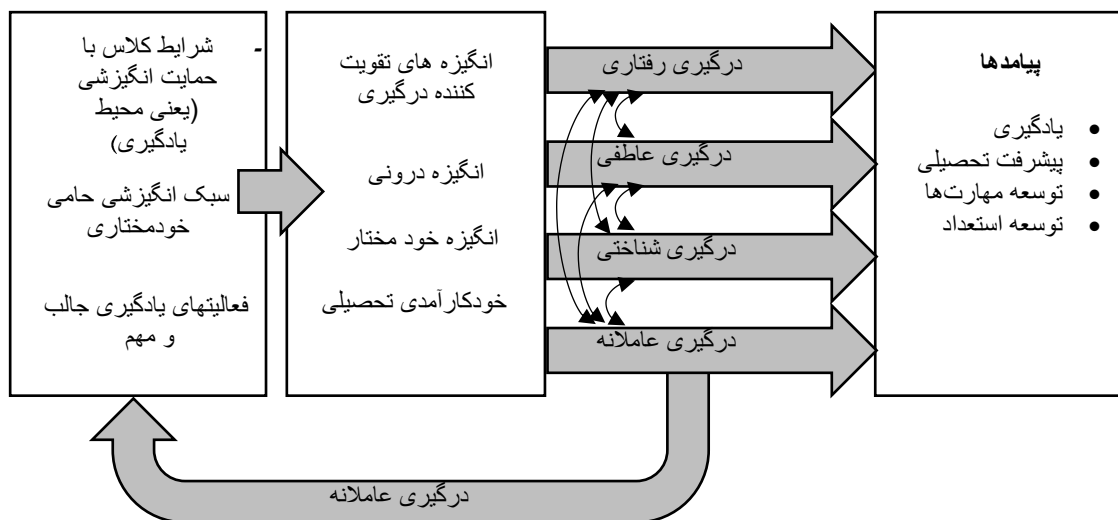 - شرایط کلاس با
حمایت انگیزشی
(یعنی محیط
یادگیری)
سبک انگیزشی حامی
خودمختاری
فعالیتهای یادگیری جالب
و مهم
انگیزه های تقویت
کننده درگیری
انگیزه درونی
انگیزه خود مختار
خودکارآمدی تحصیلی
درگیری رفتاری
درگیری عاطفی
درگیری شناختی
درگیری عاملانه
پیامدها
• یادگیری
• پیشرفت تحصیلی
• توسعه مهارت‌ها
• توسعه استعداد
درگیری عاملانه